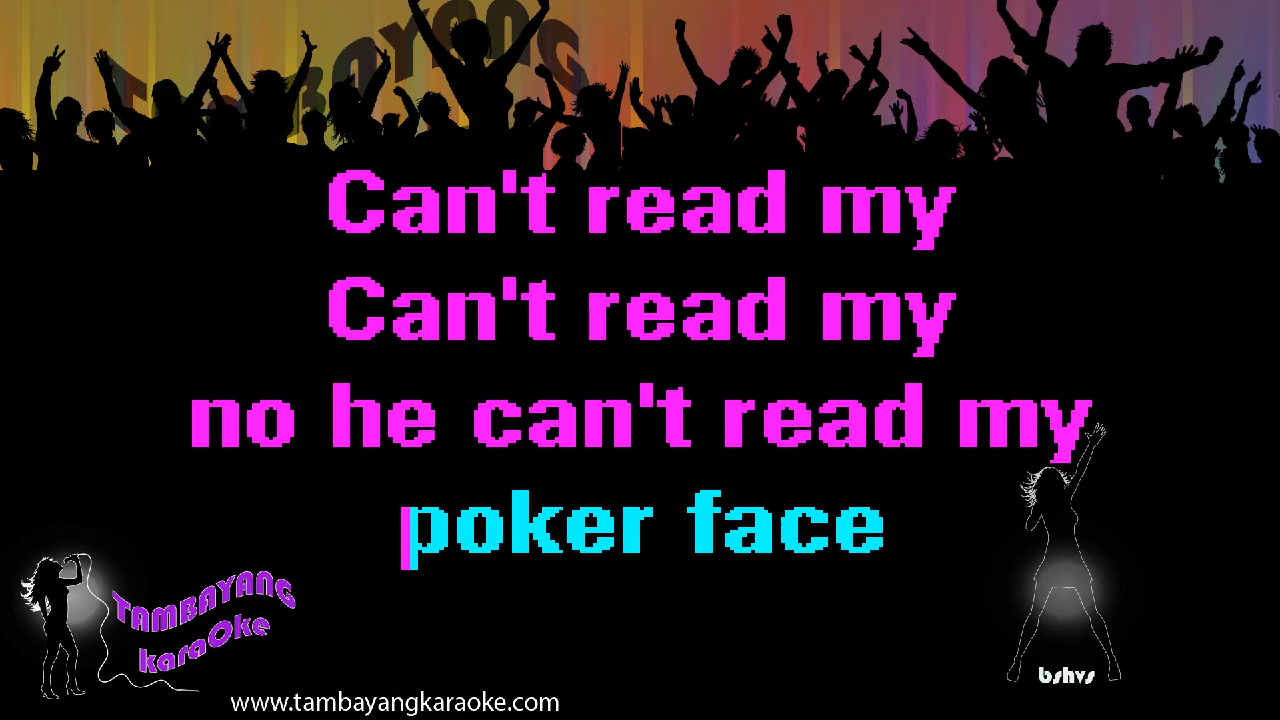 TAMBAYANG
Can't read my
Can't read my
no he can't read my
poker face
TAMBAYANG
karaOke
bshvs
www.tambayangkaraoke.com